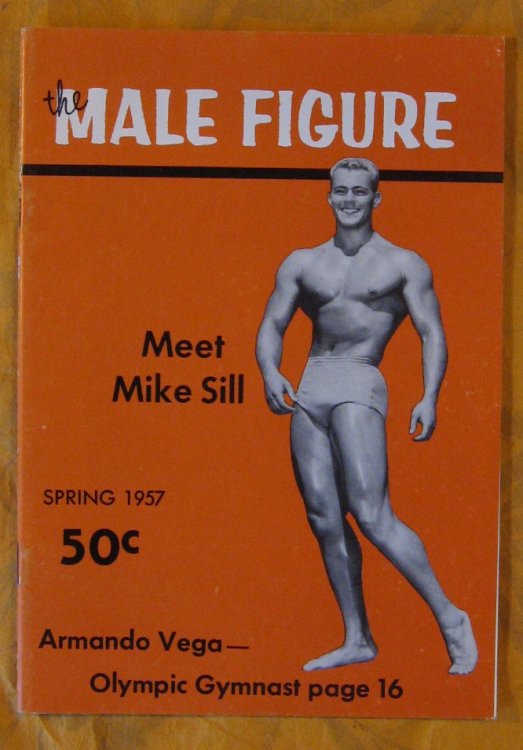 the
MALE FIGURE
Meet
Mike Sill
SPRING 1957
50c
Armando Vega—
Olympic Gymnast page 16